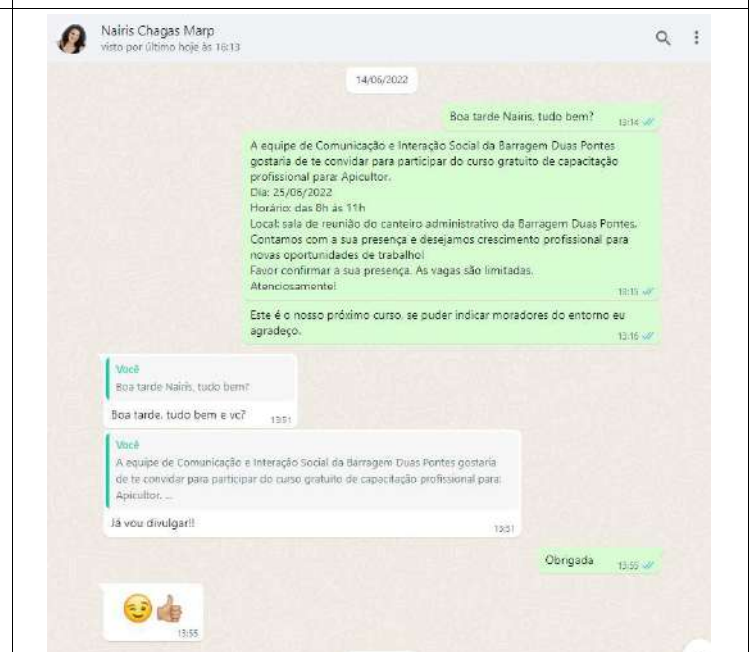 Nairis Chagas Marp
visto por último hoje às 18:13
14/06/2022
Boa tarde Nairis, tudo bem?
13:14
A equipe de Comunicação e Interação Social da Barragem Duas Pontes
gostaria de te convidar para participar do curso gratuito de capacitação
profissional para: Apicultor.
Dia: 25/06/2022
Horário: das 8h ás 11h
Local: sala de reunião do canteiro administrativo da Barragem Duas Pontes.
Contamos com a sua presença e desejamos crescimento profissional para
novas oportunidades de trabalho!
Favor confirmar a sua presença. As vagas são limitadas.
Atenciosamente!
13:15
Este é o nosso próximo curso, se puder indicar moradores do entorno eu
agradeço.
13:16
Você
Boa tarde Nairis, tudo bem?
Boa tarde, tudo bem e vc?
13:51
Você
A equipe de Comunicação e Interação Social da Barragem Duas Pontes gostaria
de te convidar para participar do curso gratuito de capacitação profissional para:
Apicultor. ...
Já vou divulgar!!
13:51
Obrigada
13:55
13:55